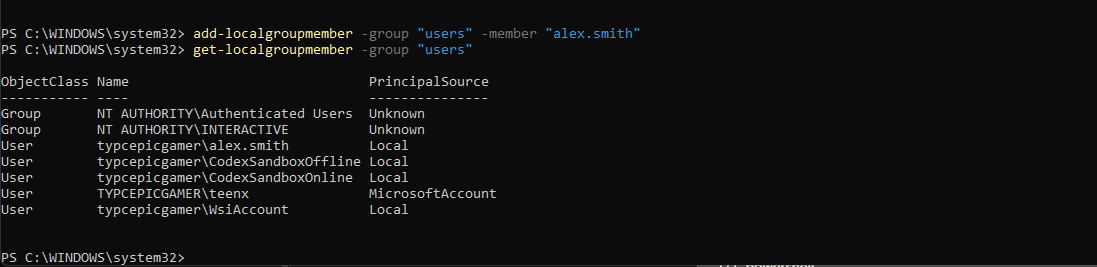 PS C:\WINDOWS\system32> add-localgroupmember -group "users" -member "alex.smith"
PS C:\WINDOWS\system32> get-localgroupmember -group "users"
ObjectClass Name                              PrincipalSource
----------- ----                              ---------------
Group       NT AUTHORITY\Authenticated Users  Unknown
Group       NT AUTHORITY\INTERACTIVE          Unknown
User        typcepicgamer\alex.smith          Local
User        typcepicgamer\CodexSandboxOffline Local
User        typcepicgamer\CodexSandboxOnline  Local
User        TYPCEPICGAMER\teenx               MicrosoftAccount
User        typcepicgamer\WsiAccount          Local
PS C:\WINDOWS\system32>